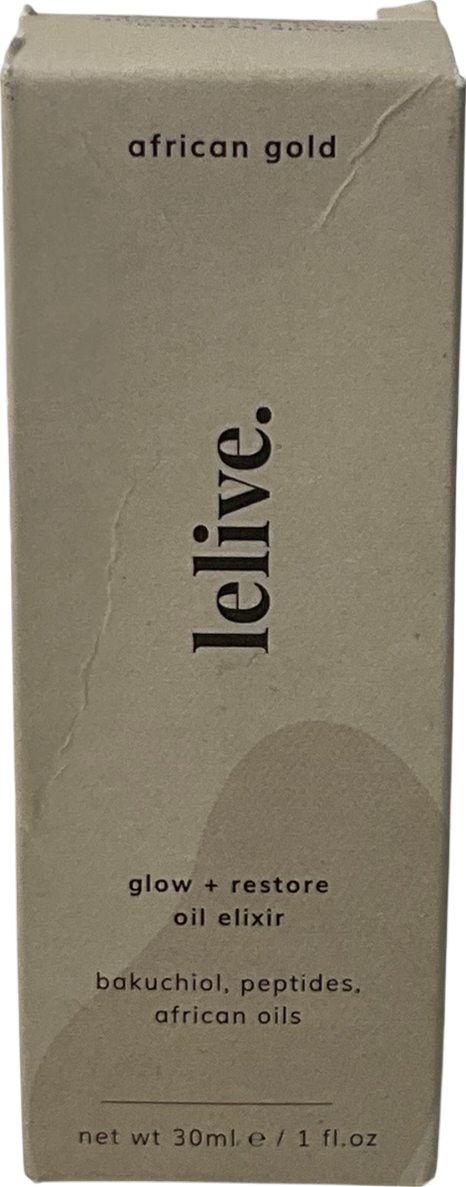 african gold
lelive.
glow + restore
oil elixir
bakuchiol, peptides,
african oils
net wt 30ml ℮ / 1 fl.oz